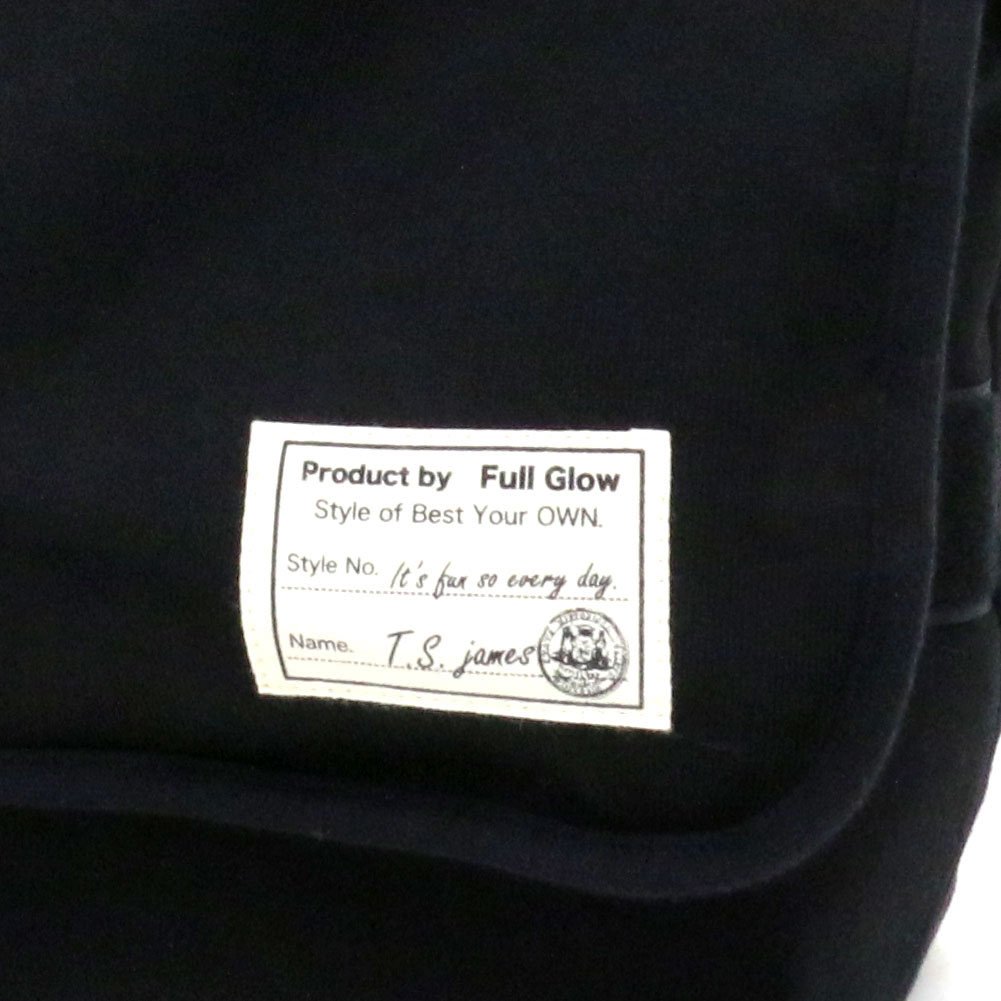 Product by Full Glow
Style of Best Your OWN.
Style No. It's fun so every day.
Name. T.S. james